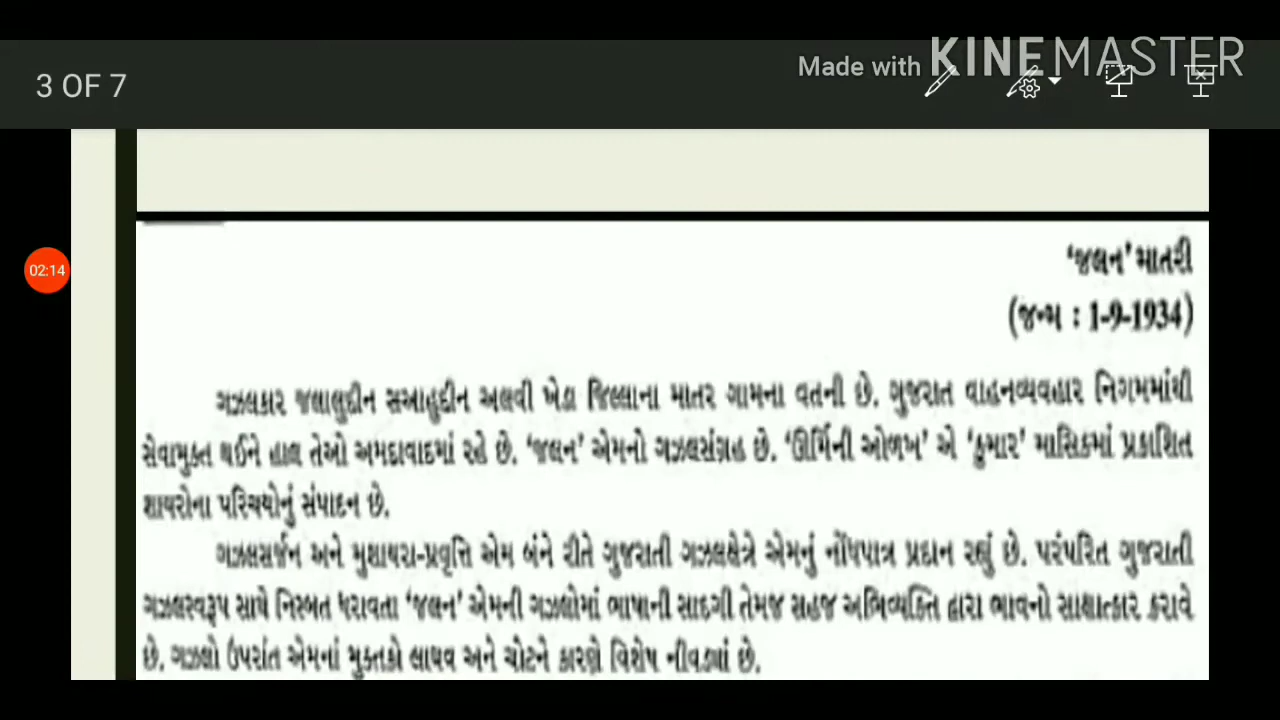 Made with KINEMASTER
3 OF 7
02:14
‘જલન’ માતરી
(જન્મ : 1-9-1934)
ગઝલકાર જલાલુદ્દીન સઆહુદ્દીન અલવી ખેડા જિલ્લાના માતર ગામના વતની છે. ગુજરાત વાહનવ્યવહાર નિગમમાંથી
સેવામુક્ત થઈને હાલ તેઓ અમદાવાદમાં રહે છે. ‘જલન’ એમનો ગઝલસંગ્રહ છે. ‘ઊર્મિની ઓળખ’ એ ‘કુમાર’ માસિકમાં પ્રકાશિત
શાયરોના પરિચયોનું સંપાદન છે.
ગઝલસર્જન અને મુશાયરા-પ્રવૃત્તિ એમ બંને રીતે ગુજરાતી ગઝલક્ષેત્રે એમનું નોંધપાત્ર પ્રદાન રહ્યું છે. પરંપરિત ગુજરાતી
ગઝલસ્વરૂપ સાથે નિસ્બત ધરાવતા ‘જલન’ એમની ગઝલોમાં ભાષાની સાદગી તેમજ સહજ અભિવ્યક્તિ દ્વારા ભાવનો સાક્ષાત્કાર કરાવે
છે. ગઝલો ઉપરાંત એમનાં મુક્તકો લાઘવ અને ચોટને કારણે વિશેષ નીવડ્યાં છે.